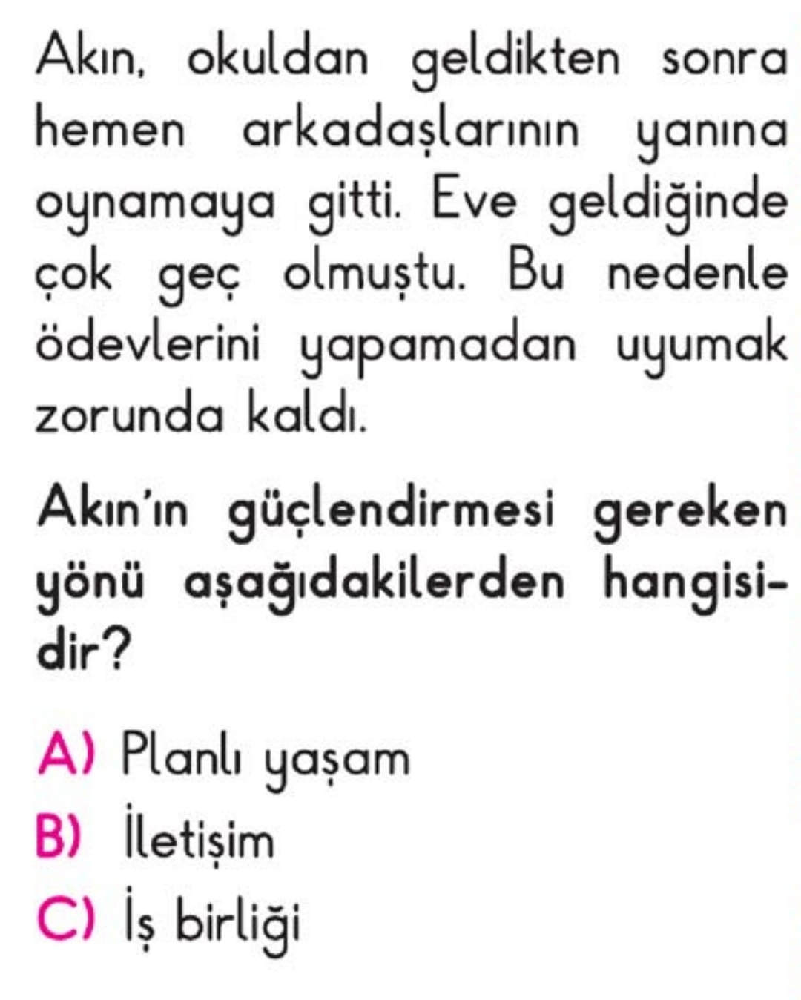 Akın, okuldan geldikten sonra
hemen arkadaşlarının yanına
oynamaya gitti. Eve geldiğinde
çok geç olmuştu. Bu nedenle
ödevlerini yapamadan uyumak
zorunda kaldı.
Akın'ın güçlendirmesi gereken
yönü aşağıdakilerden hangisi-
dir?
A) Planlı yaşam
B) İletişim
C) İş birliği